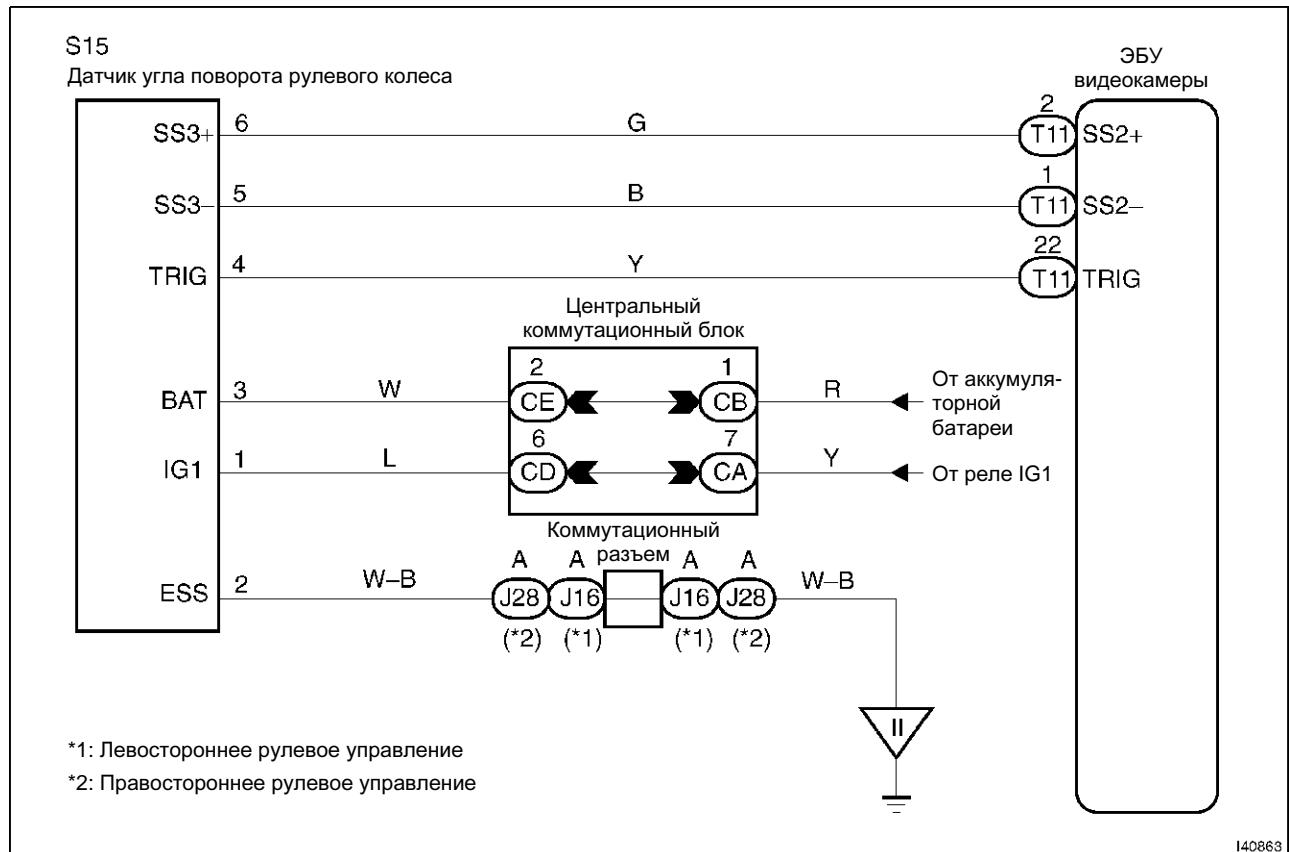 S15
Датчик угла поворота рулевого колеса
ЭБУ
видеокамеры
SS3+ 6 G 2 T11 SS2+
SS3– 5 B 1 T11 SS2–
TRIG 4 Y 22 T11 TRIG
Центральный
коммутационный блок
BAT 3 W 2 CE 1 CB R
От аккумуля-
торной
батареи
IG1 1 L 6 CD 7 CA Y От реле IG1
Коммутационный
разъем
A A A A
ESS 2 W–B J28 J16 J16 J28 W–B
(*2) (*1) (*1) (*2)
II
*1: Левостороннее рулевое управление
*2: Правостороннее рулевое управление
I40863